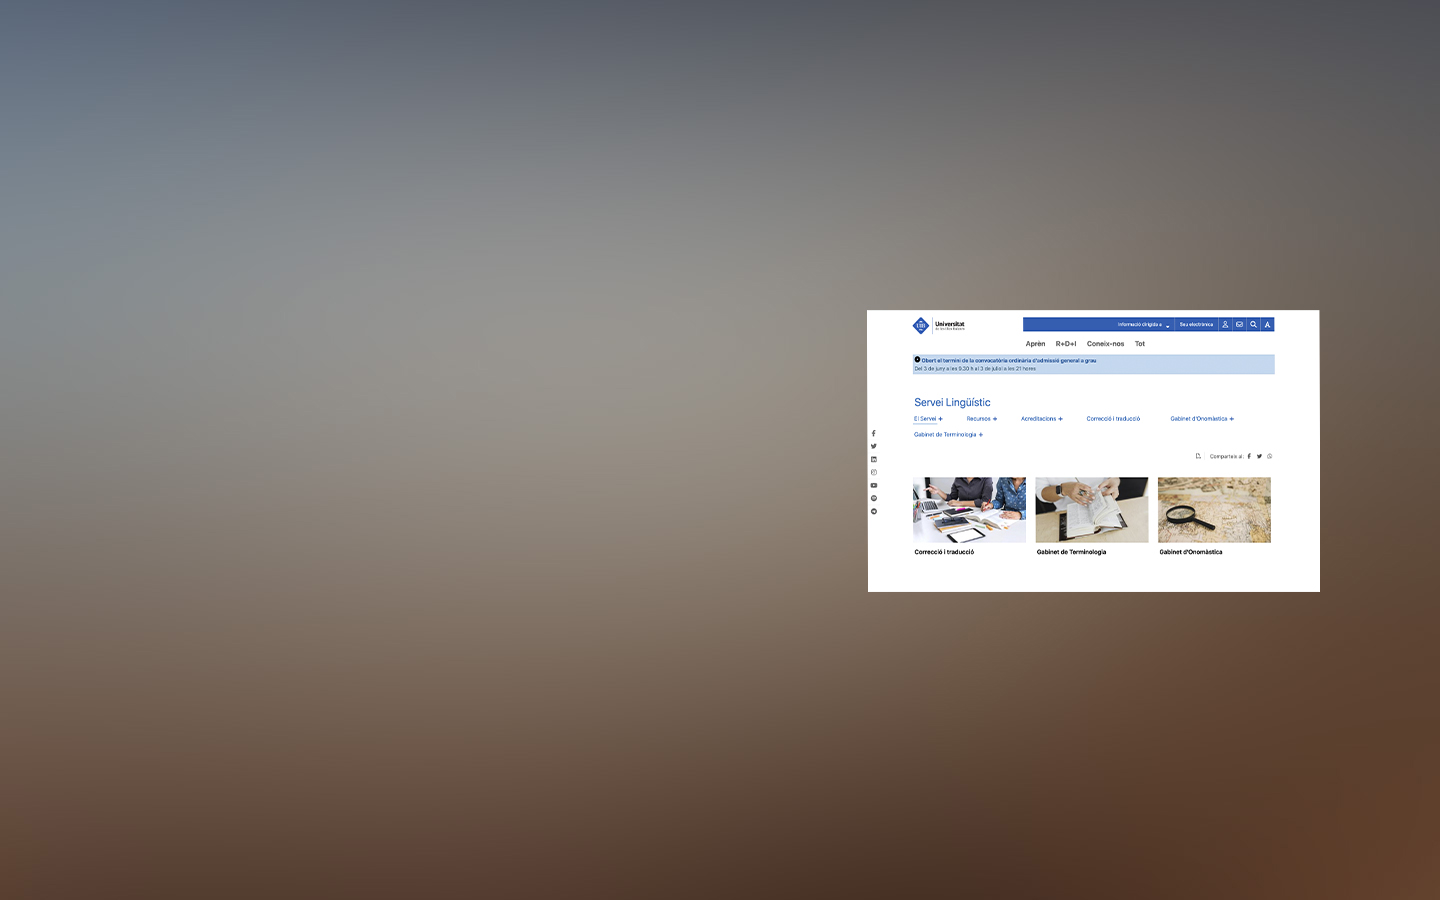 UIB
Universitat
de les Illes Balears
Informació dirigida a
Seu electrònica
Aprèn R+D+I Coneix-nos Tot
Obert el termini de la convocatòria ordinària d'admissió general a grau
Del 3 de juny a les 9.30 h al 3 de juliol a les 21 hores
Servei Lingüístic
El Servei + Recursos + Acreditacions + Correcció i traducció Gabinet d'Onomàstica +
Gabinet de Terminologia +
Comparteix al:
Correcció i traducció
Gabinet de Terminologia
Gabinet d'Onomàstica